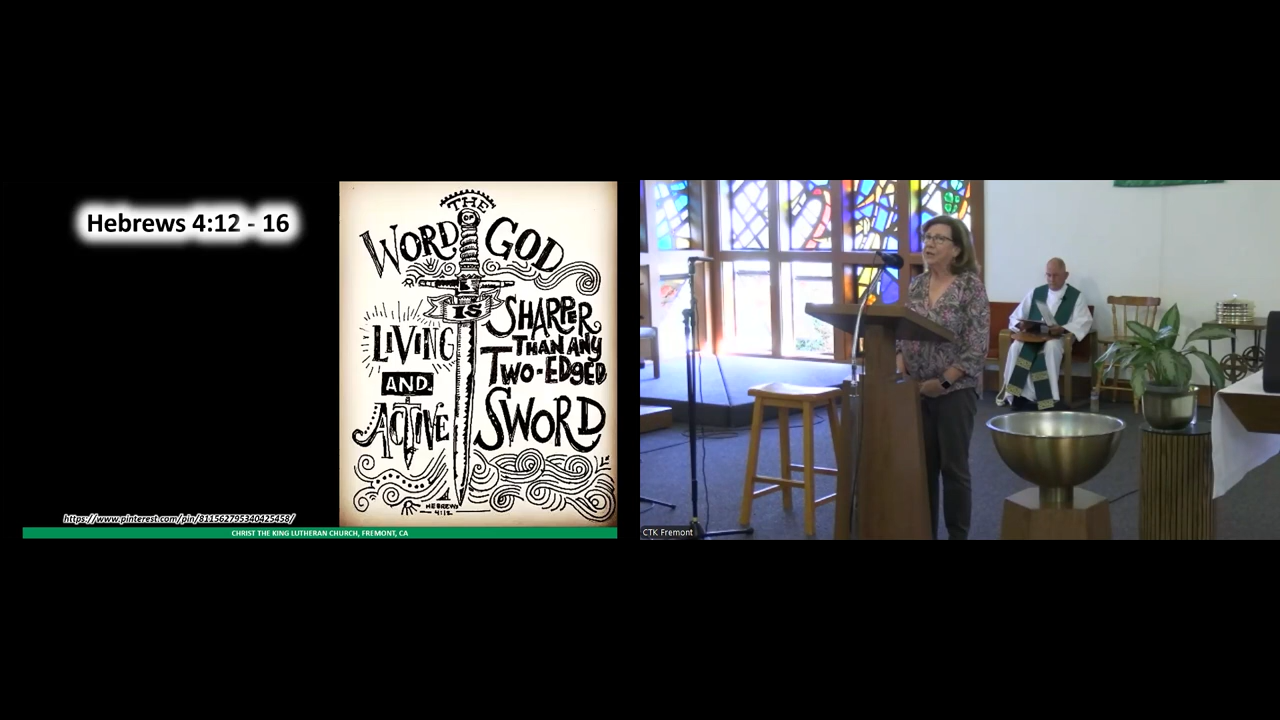 Hebrews 4:12 - 16
THE
WORD OF GOD
IS
LIVING
AND
ACTIVE
SHARPER
THAN ANY
TWO-EDGED
SWORD
HEBREWS
4:12
https://www.pinterest.com/pin/811562795340425458/
CHRIST THE KING LUTHERAN CHURCH, FREMONT, CA
CTK Fremont